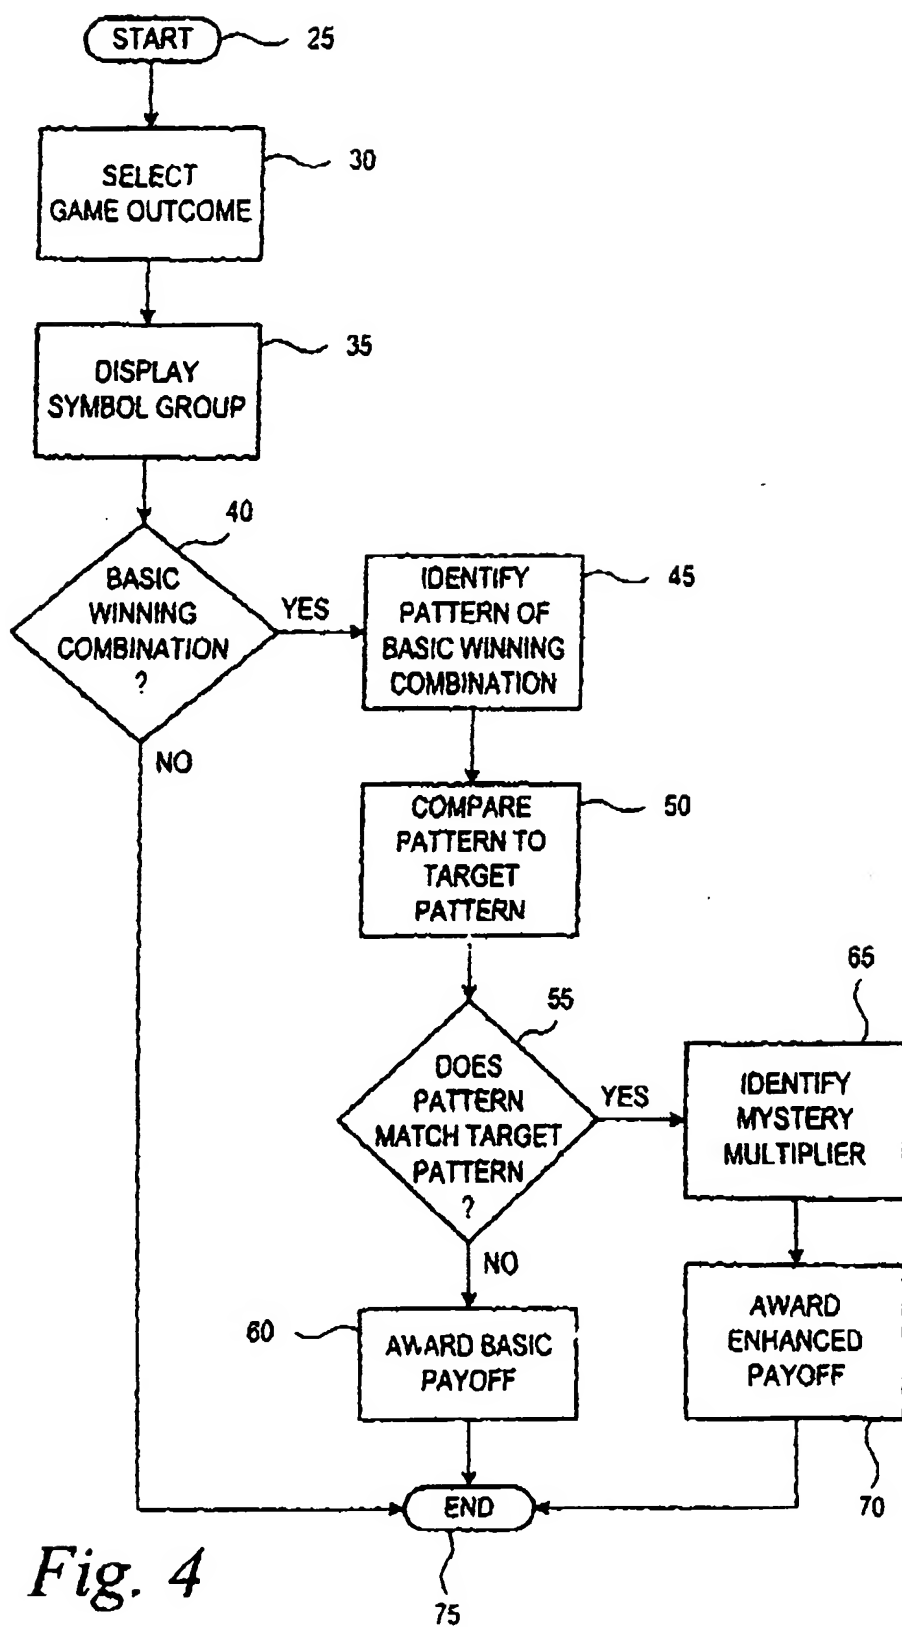 START
25
30
SELECT
GAME OUTCOME
35
DISPLAY
SYMBOL GROUP
40
BASIC
WINNING
COMBINATION
?
YES
NO
45
IDENTIFY
PATTERN OF
BASIC WINNING
COMBINATION
50
COMPARE
PATTERN TO
TARGET
PATTERN
55
DOES
PATTERN
MATCH TARGET
PATTERN
?
YES
NO
65
IDENTIFY
MYSTERY
MULTIPLIER
60
AWARD BASIC
PAYOFF
AWARD
ENHANCED
PAYOFF
70
END
75
Fig. 4